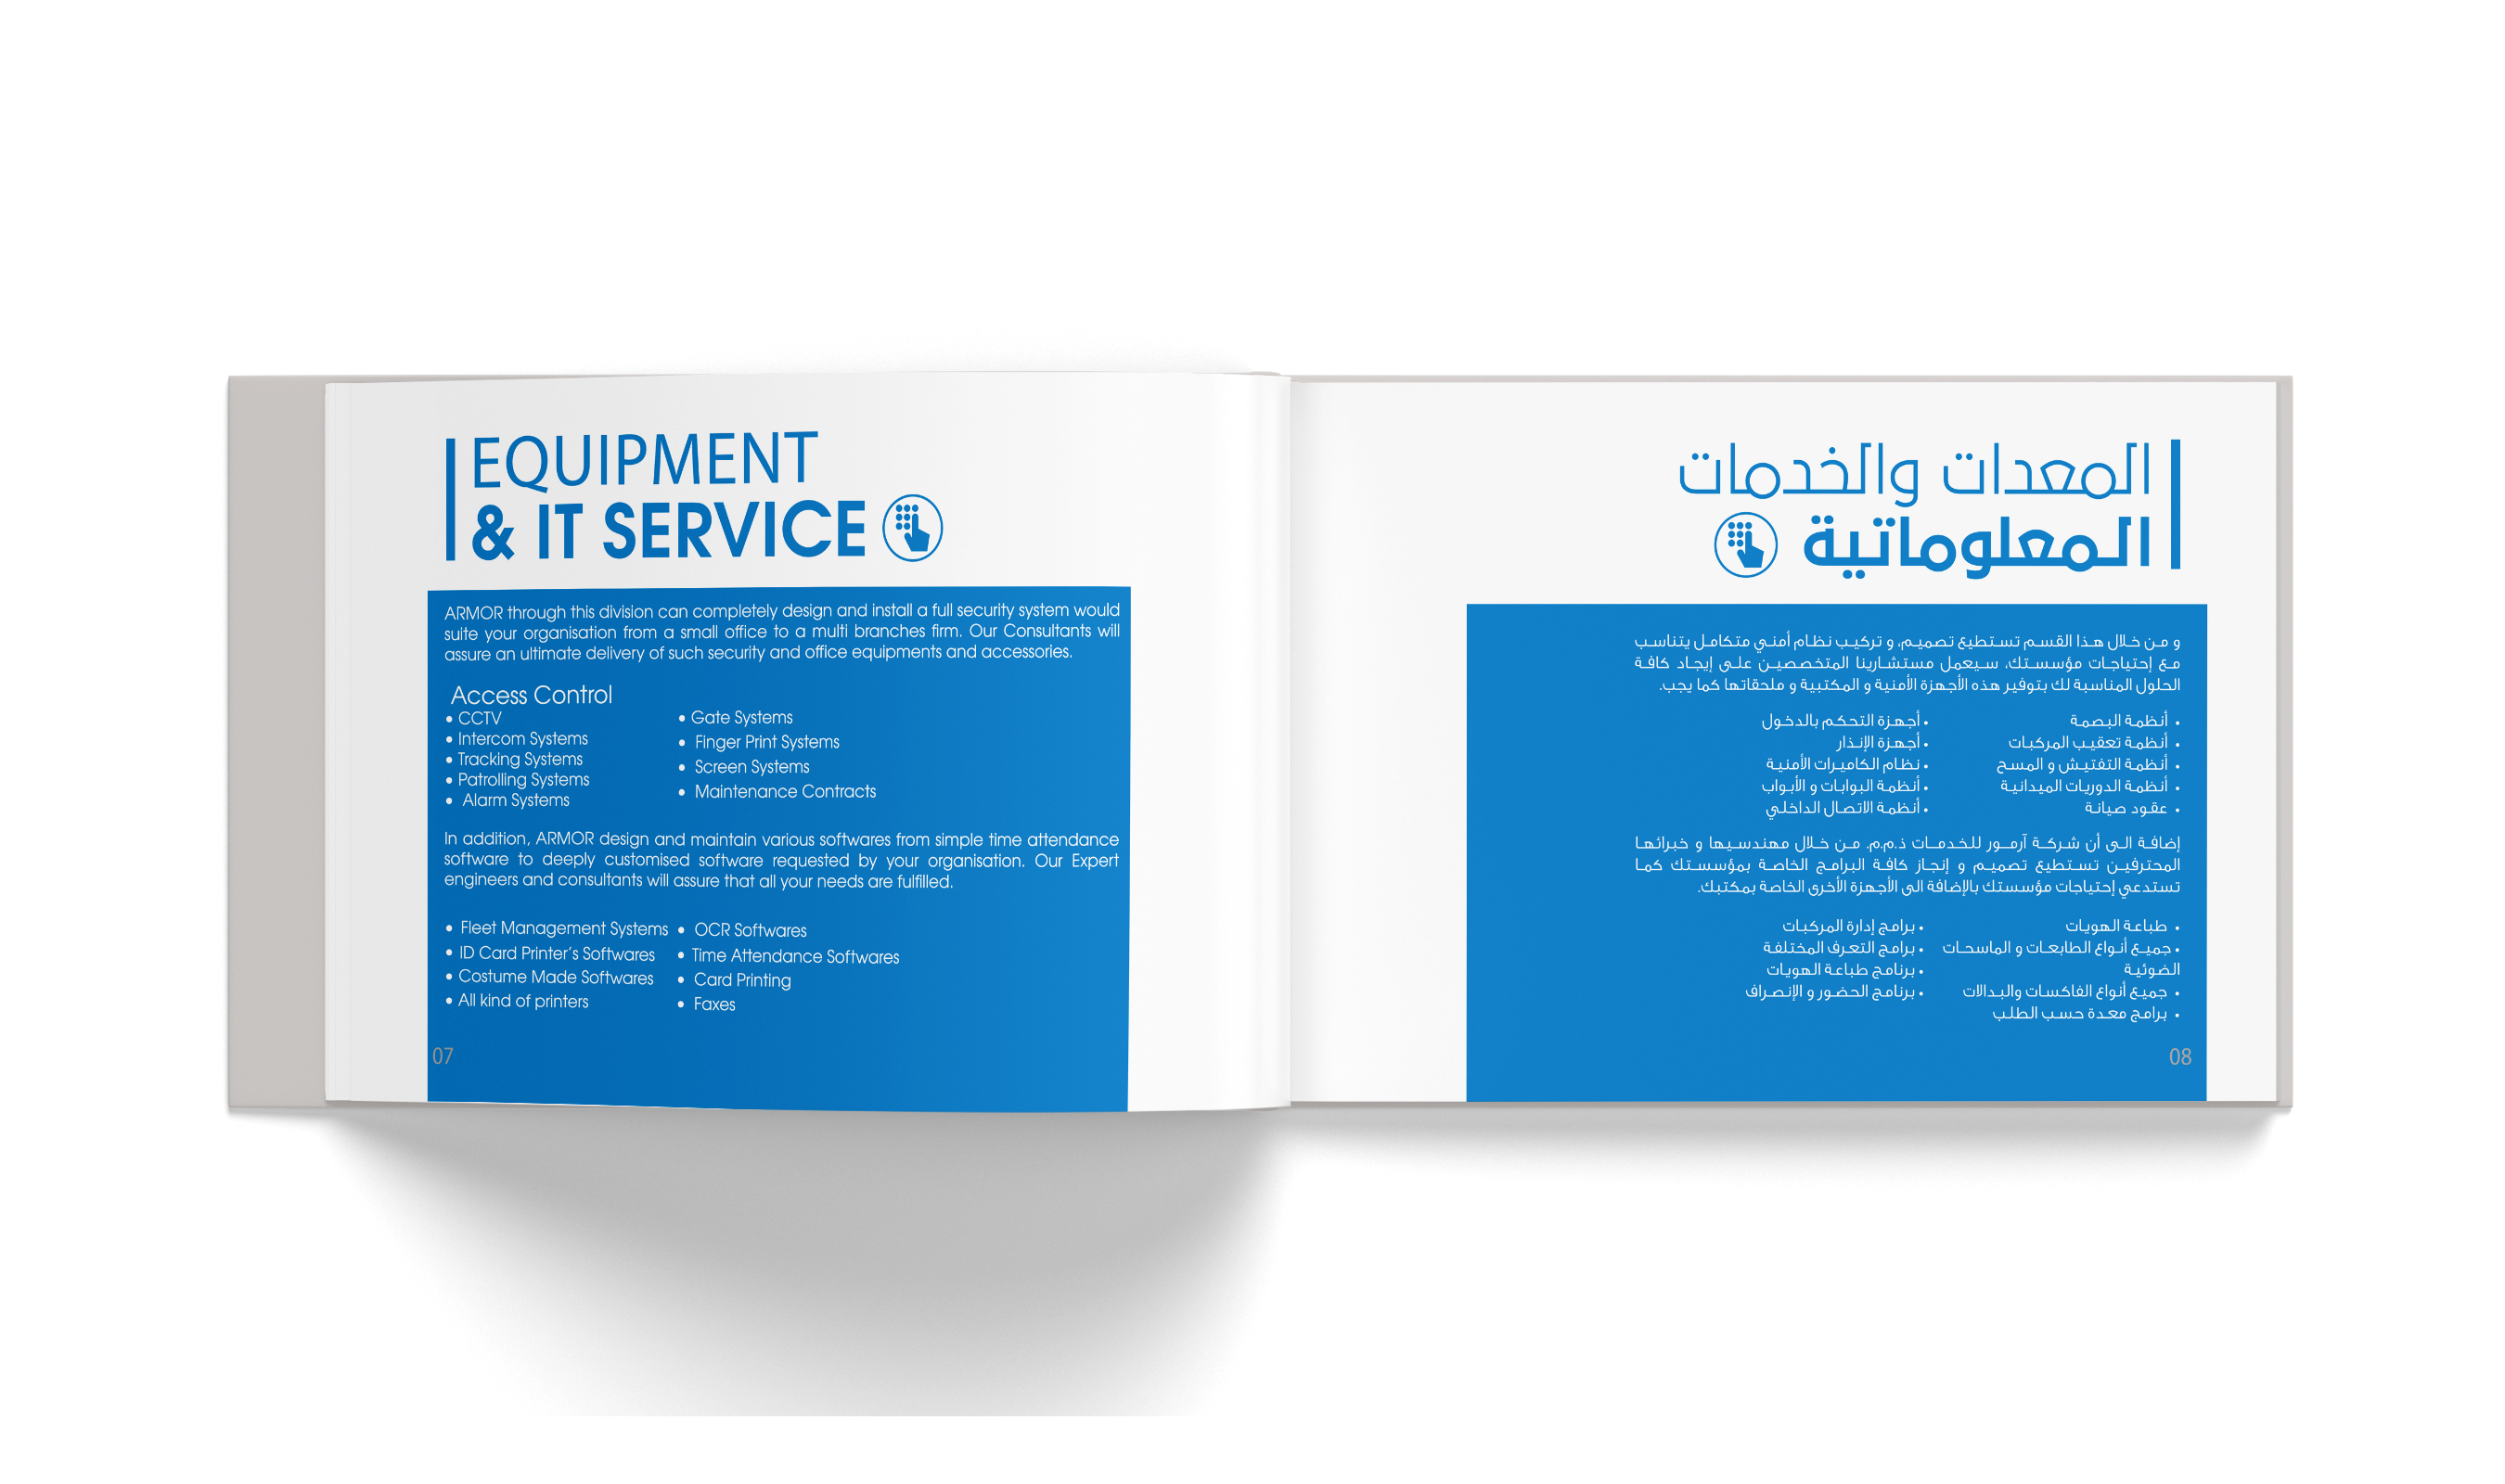 EQUIPMENT
& IT SERVICE
ARMOR through this division can completely design and install a full security system would
suite your organisation from a small office to a multi branches firm. Our Consultants will
assure an ultimate delivery of such security and office equipments and accessories.
Access Control
• CCTV
• Intercom Systems
• Tracking Systems
• Patrolling Systems
• Alarm Systems
• Gate Systems
• Finger Print Systems
• Screen Systems
• Maintenance Contracts
In addition, ARMOR design and maintain various softwares from simple time attendance
software to deeply customised software requested by your organisation. Our Expert
engineers and consultants will assure that all your needs are fulfilled.
• Fleet Management Systems
• ID Card Printer's Softwares
• Costume Made Softwares
• All kind of printers
• OCR Softwares
• Time Attendance Softwares
• Card Printing
• Faxes
07
المعدات والخدمات
المعلوماتية
و من خلال هذا القسم تستطيع تصميم، و تركيب نظام أمني متكامل يتناسب
مع إحتياجات مؤسستك، سيعمل مستشارينا المتخصصين على إيجاد كافة
الحلول المناسبة لك بتوفير هذه الأجهزة الأمنية و المكتبية و ملحقاتها كما يجب.
• أنظمة البصمة
• أنظمة تعقيب المركبات
• أنظمة التفتيش و المسح
• أنظمة الدوريات الميدانية
• عقود صيانة
• أجهزة التحكم بالدخول
• أجهزة الإنذار
• نظام الكاميرات الأمنية
• أنظمة البوابات و الأبواب
• أنظمة الاتصال الداخلي
إضافة الى أن شركة آرمور للخدمات ذ.م.م. من خلال مهندسيها و خبرائها
المحترفين تستطيع تصميم و إنجاز كافة البرامج الخاصة بمؤسستك كما
تستدعي إحتياجات مؤسستك بالإضافة الى الأجهزة الأخرى الخاصة بمكتبك.
• طباعة الهويات
• جميع أنواع الطابعات و الماسحات
الضوئية
• جميع أنواع الفاكسات والبدالات
• برامج معدة حسب الطلب
• برامج إدارة المركبات
• برامج التعرف المختلفة
• برنامج طباعة الهويات
• برنامج الحضور و الإنصراف
08